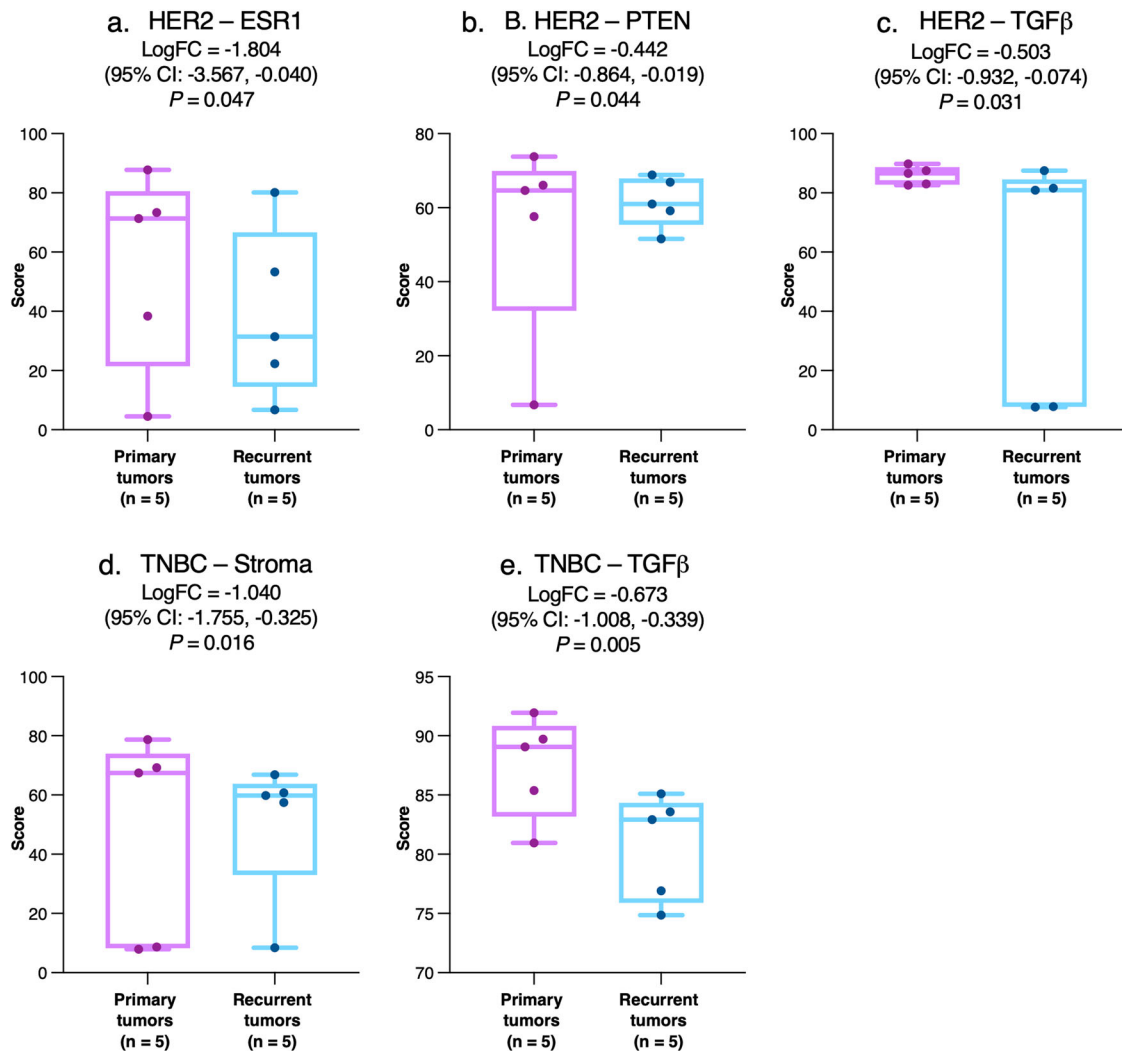 a. HER2 – ESR1
LogFC = -1.804
(95% CI: -3.567, -0.040)
P = 0.047
100
80
60
40
20
0
Score
Primary tumors (n = 5)
Recurrent tumors (n = 5)
b. B. HER2 – PTEN
LogFC = -0.442
(95% CI: -0.864, -0.019)
P = 0.044
80
60
40
20
0
Score
Primary tumors (n = 5)
Recurrent tumors (n = 5)
c. HER2 – TGFβ
LogFC = -0.503
(95% CI: -0.932, -0.074)
P = 0.031
100
80
60
40
20
0
Score
Primary tumors (n = 5)
Recurrent tumors (n = 5)
d. TNBC – Stroma
LogFC = -1.040
(95% CI: -1.755, -0.325)
P = 0.016
100
80
60
40
20
0
Score
Primary tumors (n = 5)
Recurrent tumors (n = 5)
e. TNBC – TGFβ
LogFC = -0.673
(95% CI: -1.008, -0.339)
P = 0.005
95
90
85
80
75
70
Score
Primary tumors (n = 5)
Recurrent tumors (n = 5)